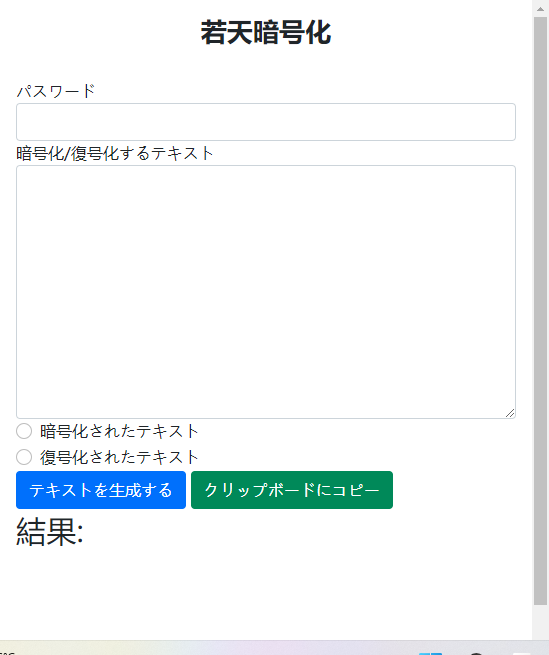 若天暗号化
パスワード
暗号化/復号化するテキスト
暗号化されたテキスト
復号化されたテキスト
テキストを生成する クリップボードにコピー
結果: